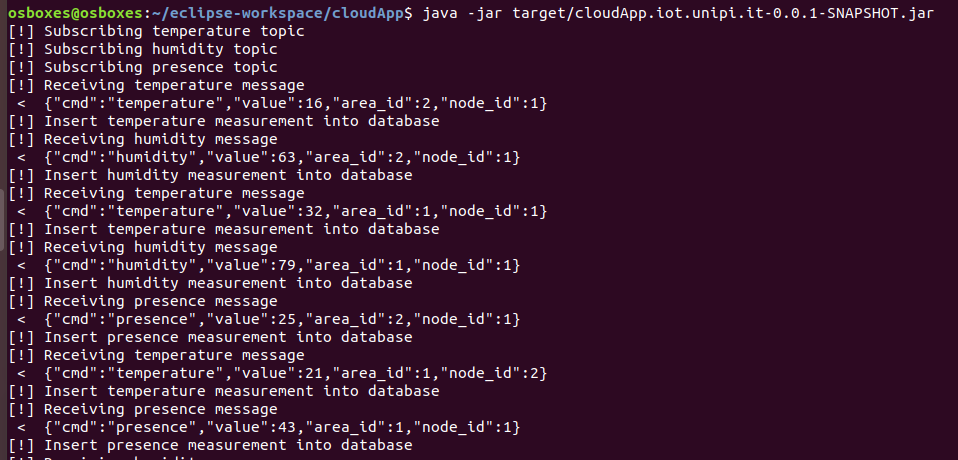 osboxes@osboxes:~/eclipse-workspace/cloudApp$ java -jar target/cloudApp.iot.unipi.it-0.0.1-SNAPSHOT.jar
[!] Subscribing temperature topic
[!] Subscribing humidity topic
[!] Subscribing presence topic
[!] Receiving temperature message
 <  {"cmd":"temperature","value":16,"area_id":2,"node_id":1}
[!] Insert temperature measurement into database
[!] Receiving humidity message
 <  {"cmd":"humidity","value":63,"area_id":2,"node_id":1}
[!] Insert humidity measurement into database
[!] Receiving temperature message
 <  {"cmd":"temperature","value":32,"area_id":1,"node_id":1}
[!] Insert temperature measurement into database
[!] Receiving humidity message
 <  {"cmd":"humidity","value":79,"area_id":1,"node_id":1}
[!] Insert humidity measurement into database
[!] Receiving presence message
 <  {"cmd":"presence","value":25,"area_id":2,"node_id":1}
[!] Insert presence measurement into database
[!] Receiving temperature message
 <  {"cmd":"temperature","value":21,"area_id":1,"node_id":2}
[!] Insert temperature measurement into database
[!] Receiving presence message
 <  {"cmd":"presence","value":43,"area_id":1,"node_id":1}
[!] Insert presence measurement into database